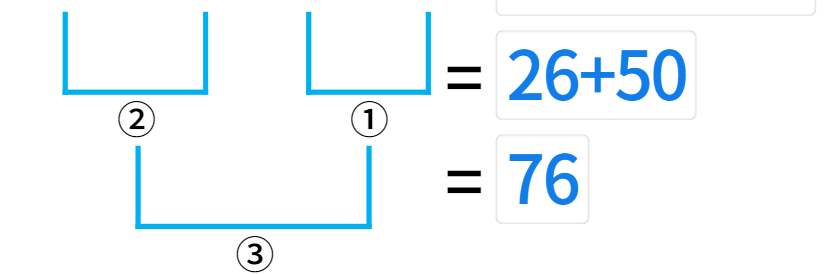 ② ① = 26+50
= 76
③